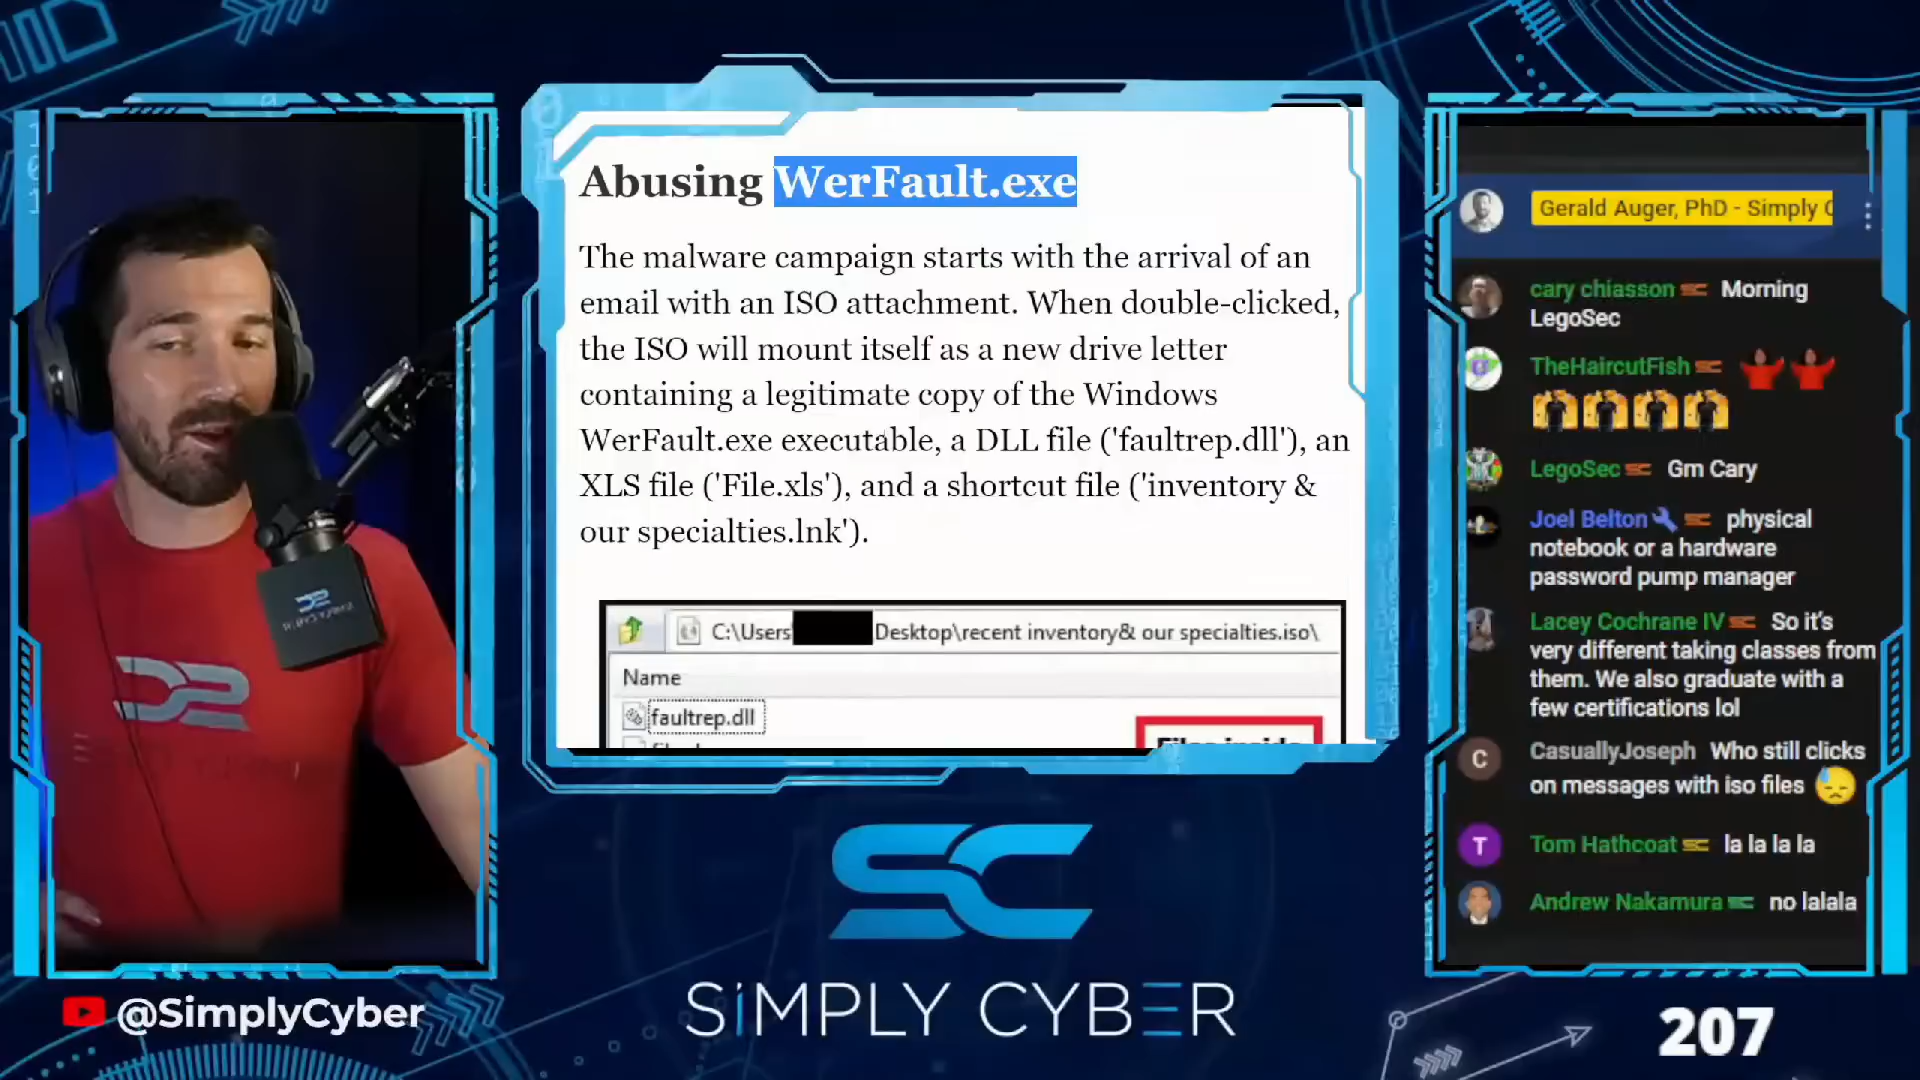 Abusing WerFault.exe
The malware campaign starts with the arrival of an
email with an ISO attachment. When double-clicked,
the ISO will mount itself as a new drive letter
containing a legitimate copy of the Windows
WerFault.exe executable, a DLL file ('faultrep.dll'), an
XLS file ('File.xls'), and a shortcut file ('inventory &
our specialties.lnk').
C:\Users\
Desktop\recent inventory& our specialties.iso\
Name
faultrep.dll
Files inside
SC
SiMPLY CYBER
@SimplyCyber
Gerald Auger, PhD - Simply C
cary chiasson Morning
LegoSec
TheHaircutFish
LegoSec Gm Cary
Joel Belton physical
notebook or a hardware
password pump manager
Lacey Cochrane IV So it's
very different taking classes from
them. We also graduate with a
few certifications lol
C
CasuallyJoseph Who still clicks
on messages with iso files
T
Tom Hathcoat la la la la
Andrew Nakamura no lalala
207